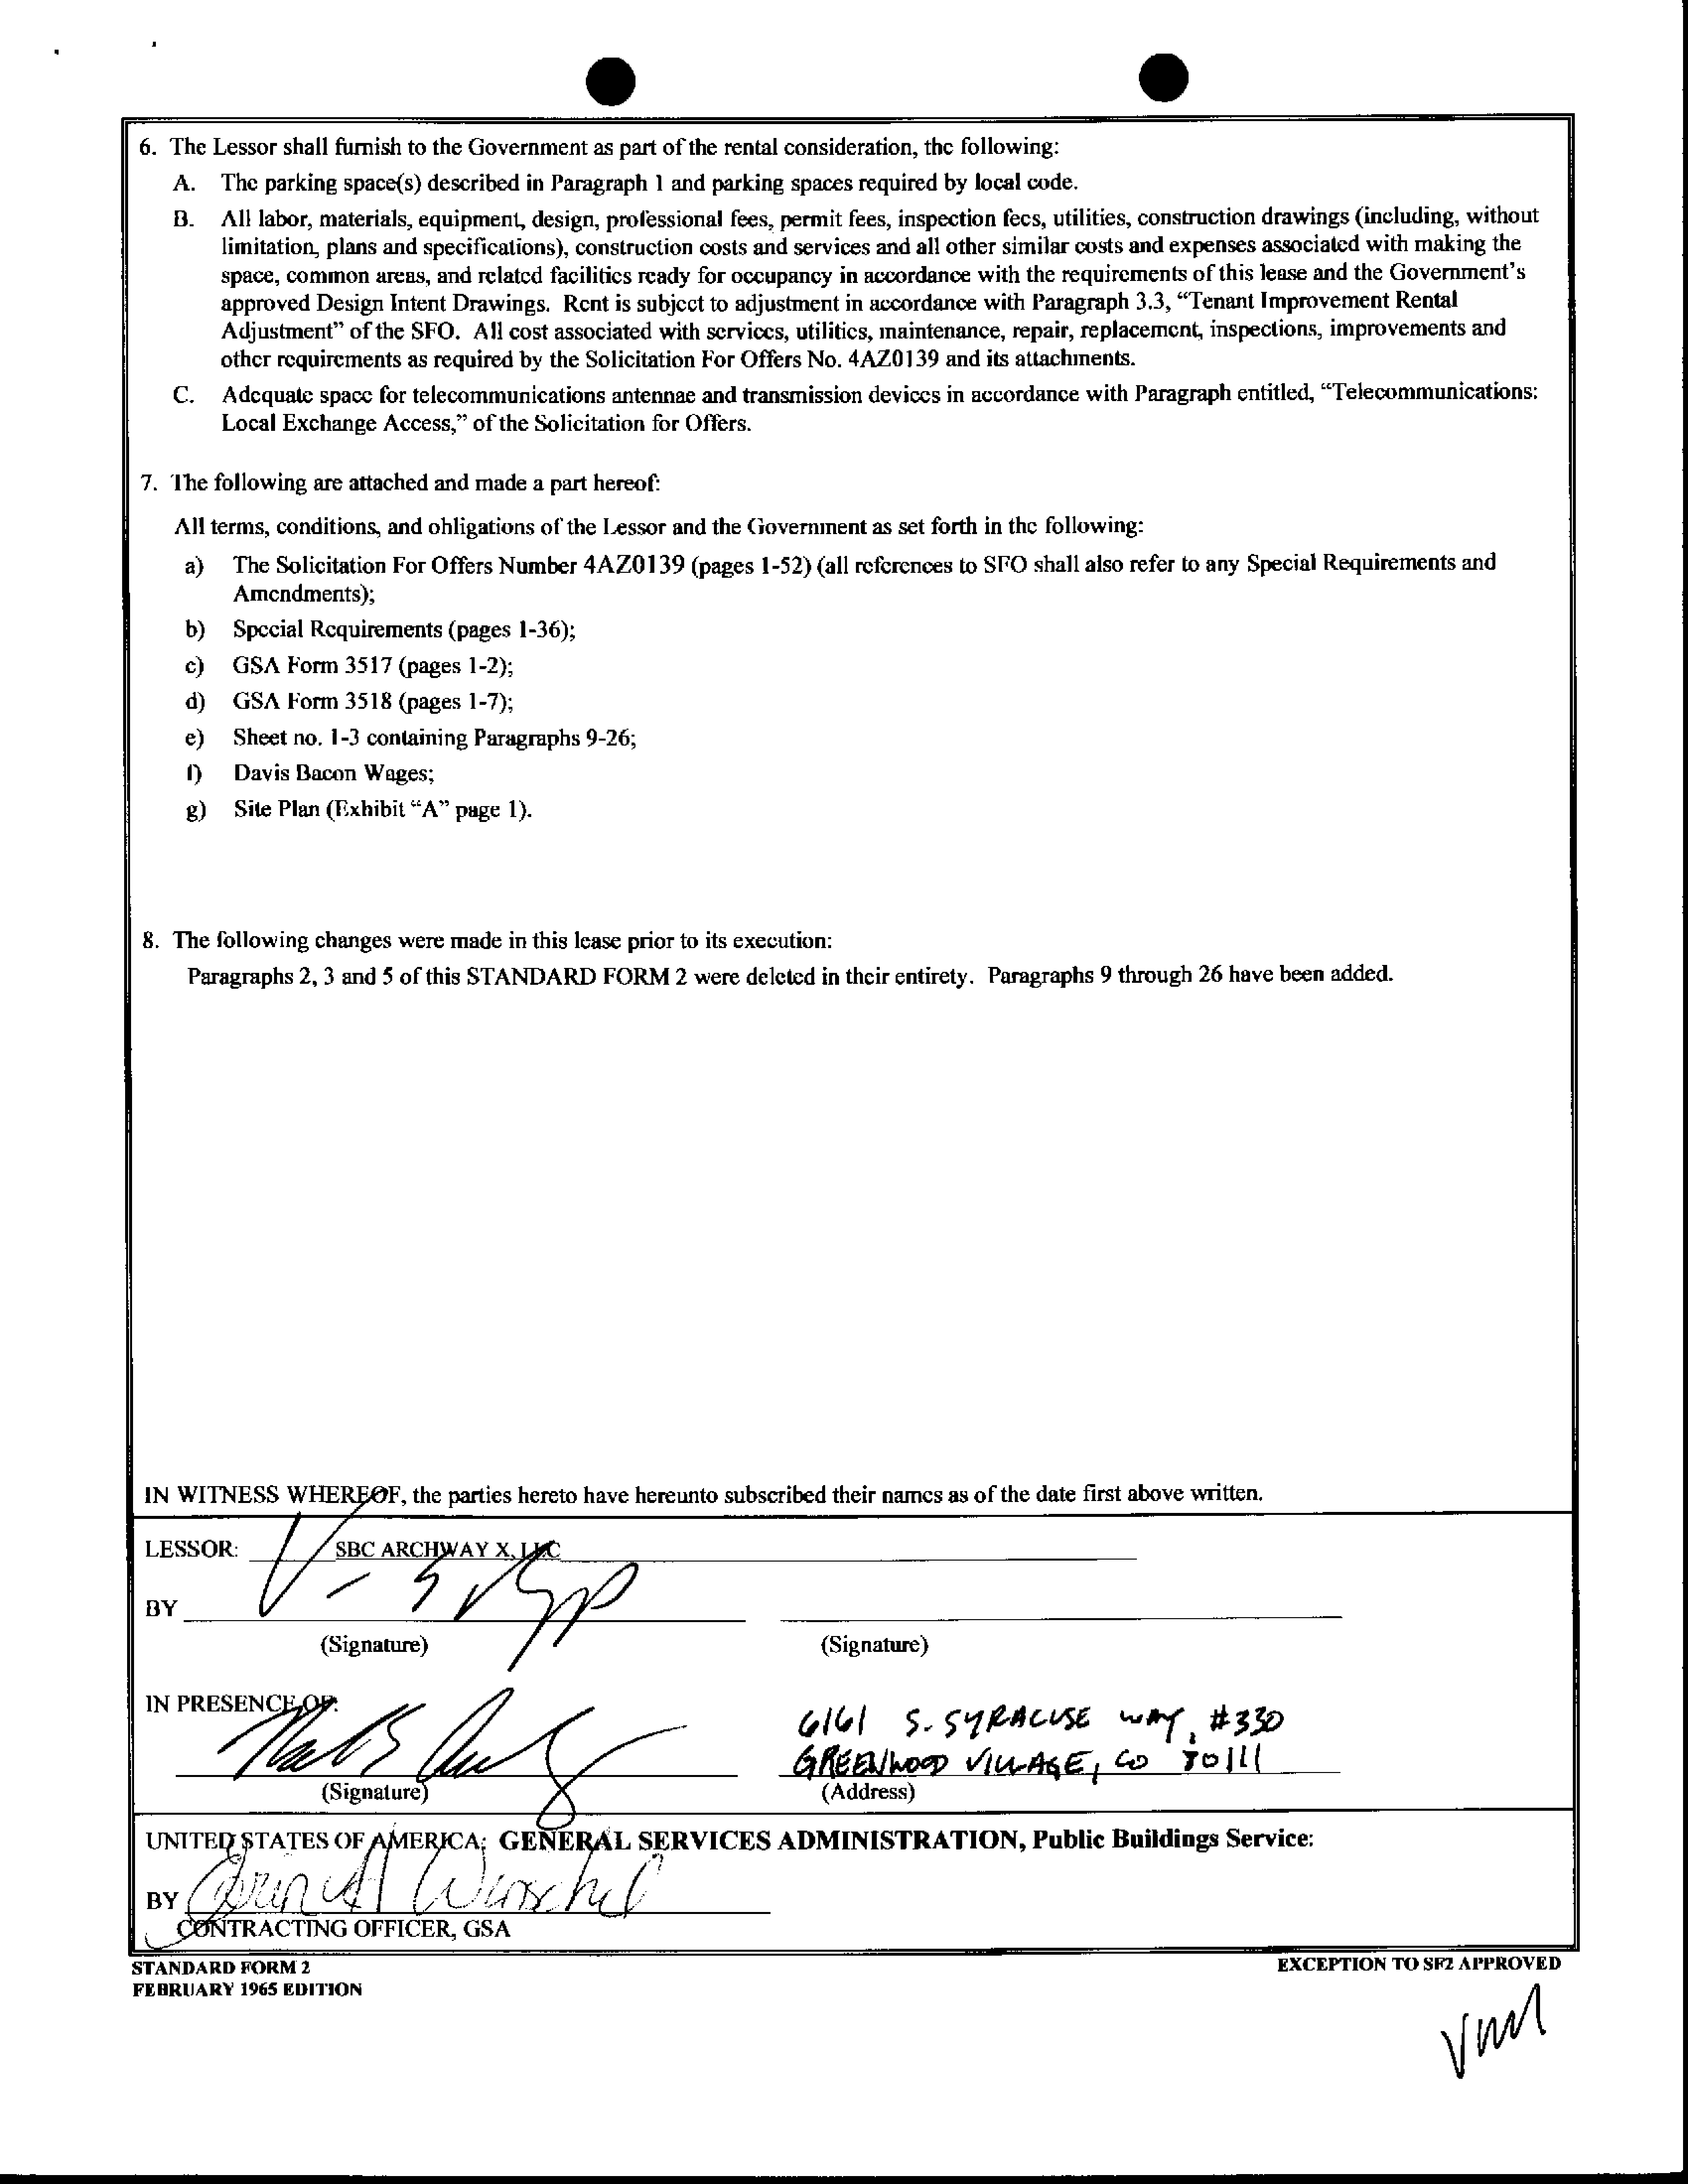 6. The Lessor shall furnish to the Government as part of the rental consideration, the following:
A. The parking space(s) described in Paragraph 1 and parking spaces required by local code.
B. All labor, materials, equipment, design, professional fees, permit fees, inspection fees, utilities, construction drawings (including, without
limitation, plans and specifications), construction costs and services and all other similar costs and expenses associated with making the
space, common areas, and related facilities ready for occupancy in accordance with the requirements of this lease and the Government's
approved Design Intent Drawings. Rent is subject to adjustment in accordance with Paragraph 3.3, “Tenant Improvement Rental
Adjustment” of the SFO. All cost associated with services, utilities, maintenance, repair, replacement, inspections, improvements and
other requirements as required by the Solicitation For Offers No. 4AZ0139 and its attachments.
C. Adequate space for telecommunications antennae and transmission devices in accordance with Paragraph entitled, “Telecommunications:
Local Exchange Access,” of the Solicitation for Offers.
7. The following are attached and made a part hereof:
All terms, conditions, and obligations of the Lessor and the Government as set forth in the following:
a) The Solicitation For Offers Number 4AZ0139 (pages 1-52) (all references to SFO shall also refer to any Special Requirements and
Amendments);
b) Special Requirements (pages 1-36);
c) GSA Form 3517 (pages 1-2);
d) GSA Form 3518 (pages 1-7);
e) Sheet no. 1-3 containing Paragraphs 9-26;
f) Davis Bacon Wages;
g) Site Plan (Exhibit “A” page 1).
8. The following changes were made in this lease prior to its execution:
Paragraphs 2, 3 and 5 of this STANDARD FORM 2 were deleted in their entirety. Paragraphs 9 through 26 have been added.
IN WITNESS WHEREOF, the parties hereto have hereunto subscribed their names as of the date first above written.
LESSOR: SBC ARCHWAY X, LLC
BY
(Signature) (Signature)
IN PRESENCE OF:
6161 S. SYRACUSE WAY, #330
GREENWOOD VILLAGE, CO 80111
(Signature) (Address)
UNITED STATES OF AMERICA; GENERAL SERVICES ADMINISTRATION, Public Buildings Service:
BY
CONTRACTING OFFICER, GSA
STANDARD FORM 2 EXCEPTION TO SF2 APPROVED
FEBRUARY 1965 EDITION